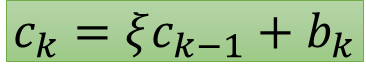 c_k = ξc_{k−1} + b_k